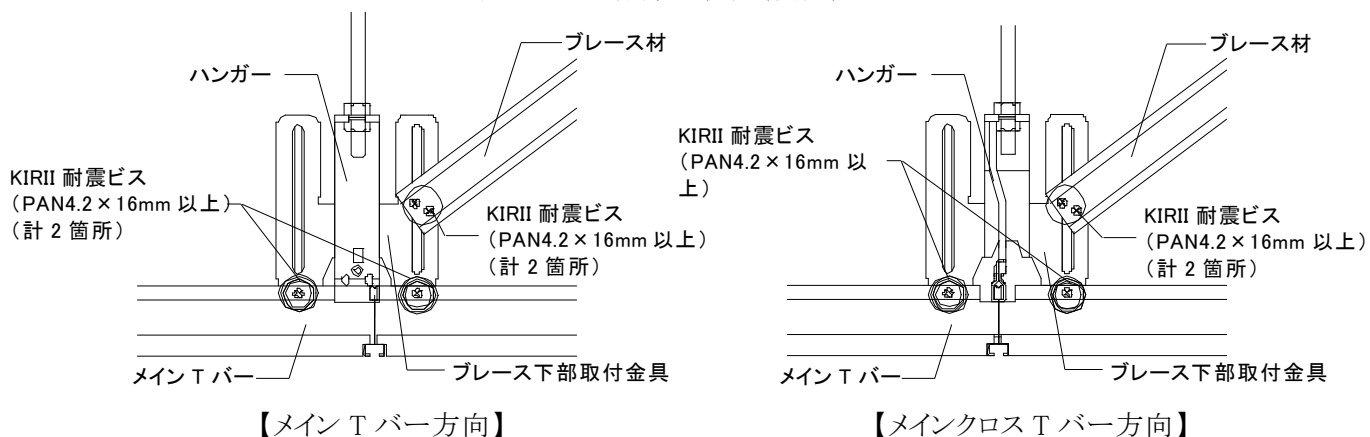 ブレース材
ハンガー
KIRII 耐震ビス
(PAN4.2×16mm 以上)
(計 2 箇所)
KIRII 耐震ビス
(PAN4.2×16mm 以上)
(計 2 箇所)
メイン T バー
ブレース下部取付金具
【メイン T バー方向】
ブレース材
ハンガー
KIRII 耐震ビス
(PAN4.2×16mm 以
上)
KIRII 耐震ビス
(PAN4.2×16mm 以上)
(計 2 箇所)
メイン T バー
ブレース下部取付金具
【メインクロス T バー方向】